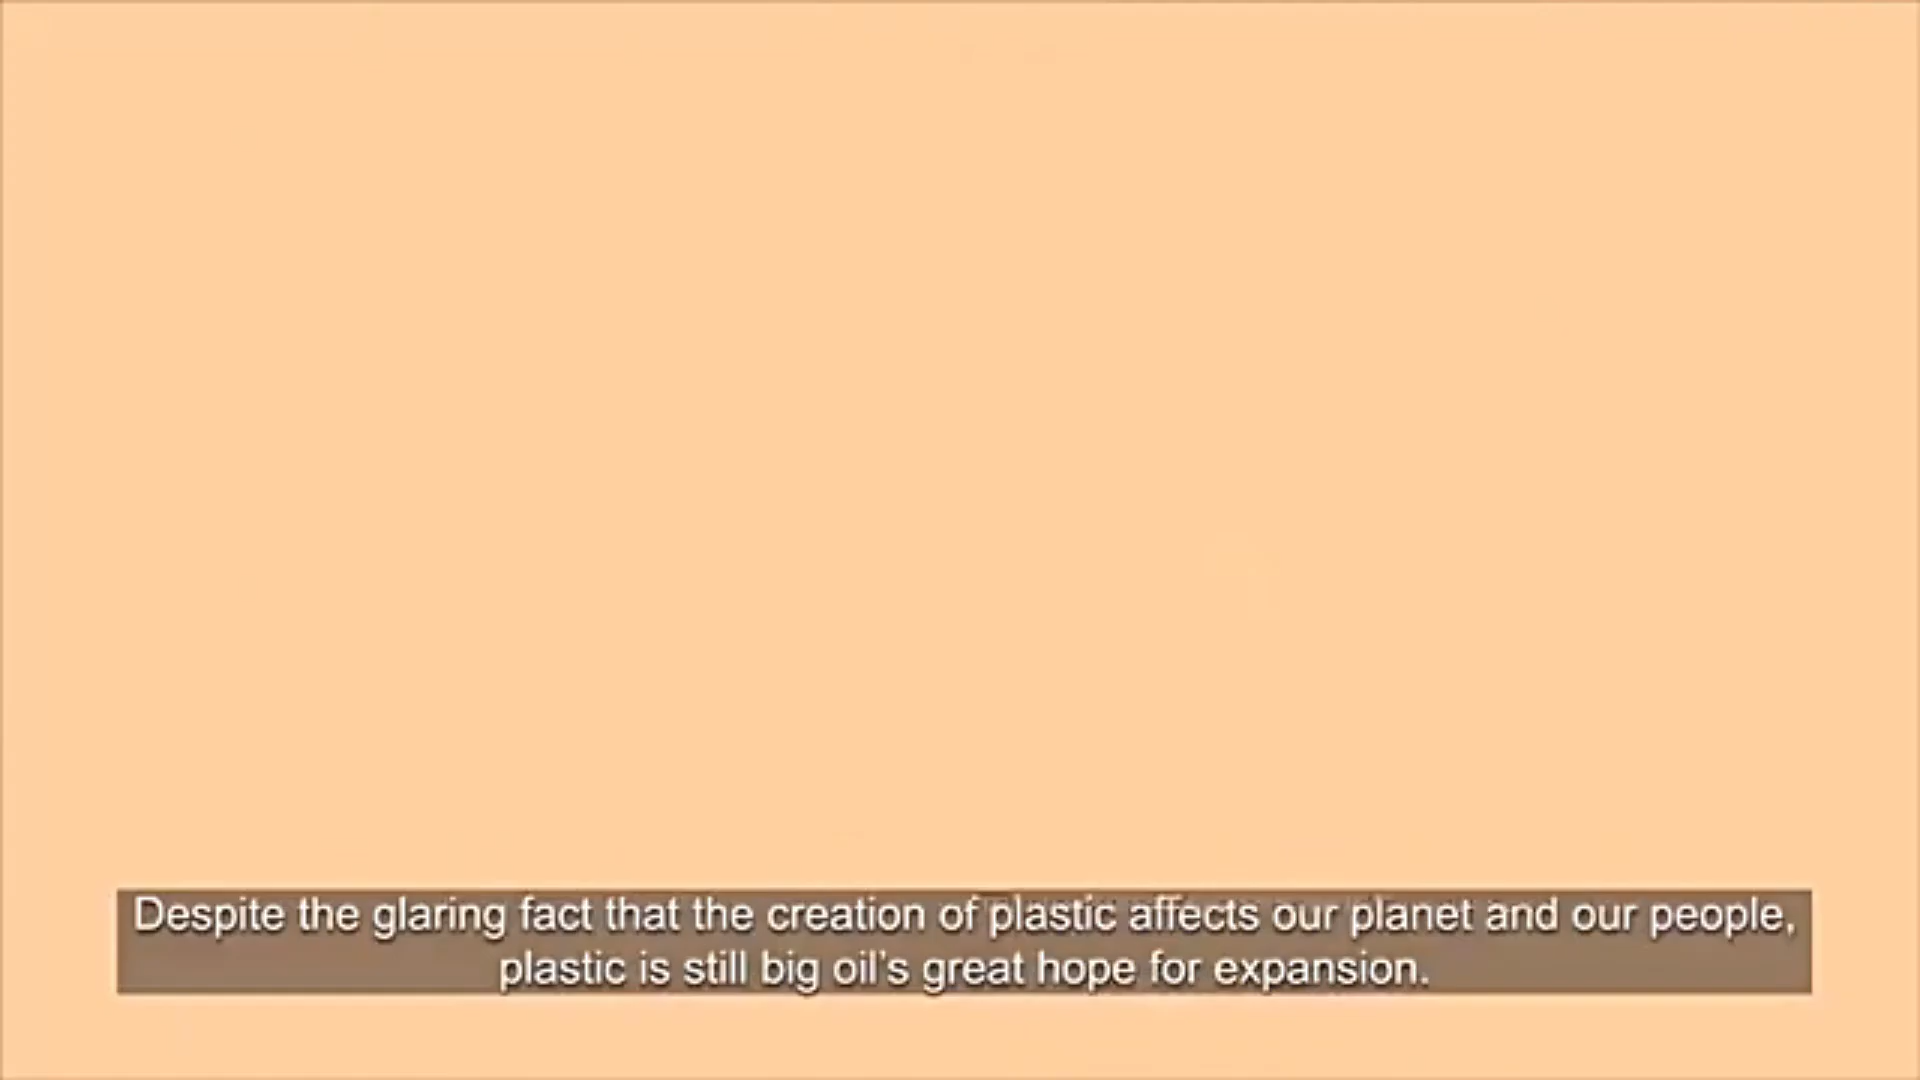 Despite the glaring fact that the creation of plastic affects our planet and our people,
plastic is still big oil's great hope for expansion.